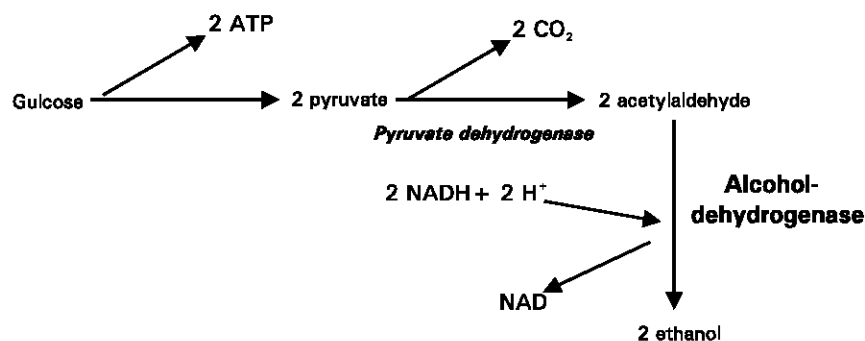 2 ATP
2 CO₂
Gulcose
2 pyruvate
2 acetylaldehyde
Pyruvate dehydrogenase
2 NADH + 2 H⁺
Alcohol-
dehydrogenase
NAD
2 ethanol